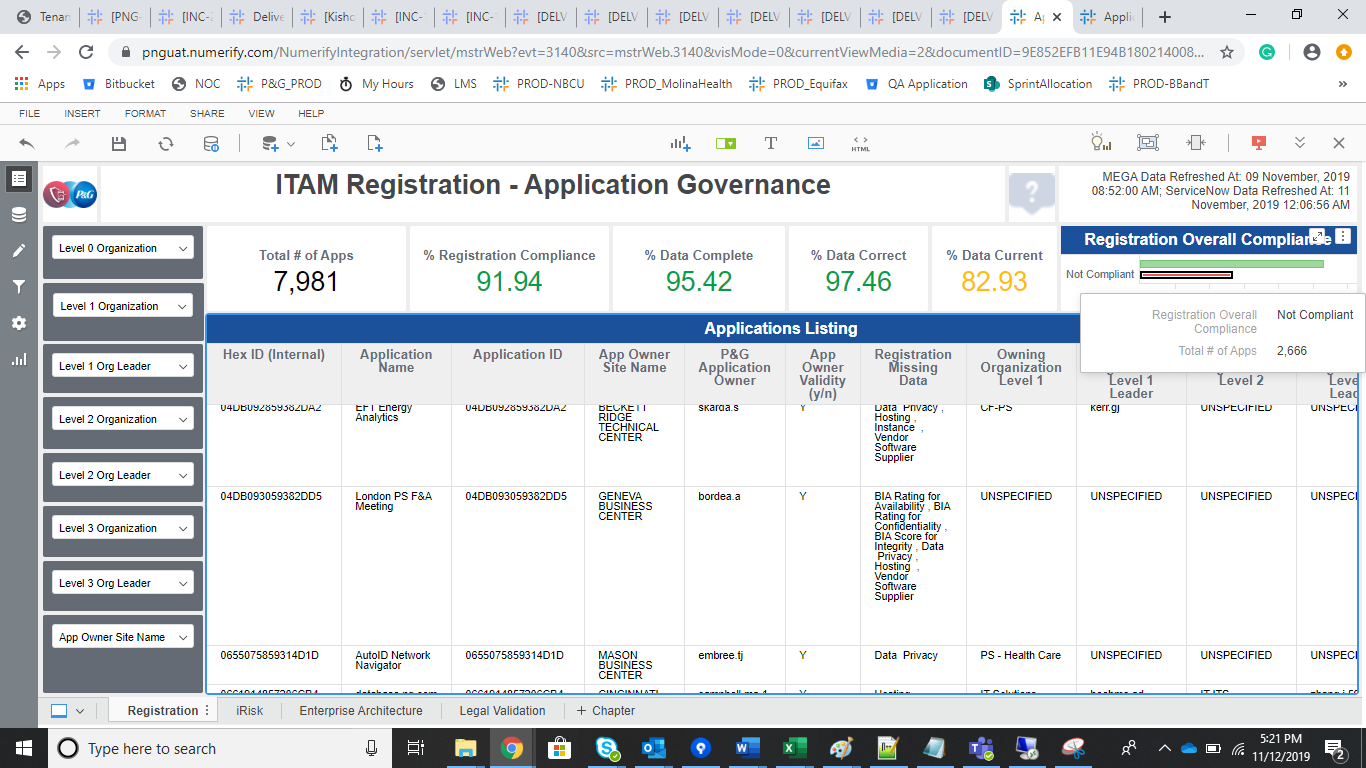 Tenan
[PNG-
[INC-2
Delive
[Kisho
[INC-1
[INC-1
[DELV
[DELV
[DELV
[DELV
[DELV
[DELV
[DELV
Ap
Appli
pnguat.numerify.com/NumerifyIntegration/servlet/mstrWeb?evt=3140&src=mstrWeb.3140&visMode=0&currentViewMedia=2&documentID=9E852EFB11E94B180214008...
Apps
Bitbucket
NOC
P&G_PROD
My Hours
LMS
PROD-NBCU
PROD_MolinaHealth
PROD_Equifax
QA Application
SprintAllocation
PROD-BBandT
FILE
INSERT
FORMAT
SHARE
VIEW
HELP
HTML
P&G
ITAM Registration - Application Governance
MEGA Data Refreshed At: 09 November, 2019
08:52:00 AM; ServiceNow Data Refreshed At: 11
November, 2019 12:06:56 AM
Level 0 Organization
Level 1 Organization
Level 1 Org Leader
Level 2 Organization
Level 2 Org Leader
Level 3 Organization
Level 3 Org Leader
App Owner Site Name
Total # of Apps
7,981
% Registration Compliance
91.94
% Data Complete
95.42
% Data Correct
97.46
% Data Current
82.93
Registration Overall Compliance
Not Compliant
Registration Overall
Compliance
Not Compliant
Total # of Apps
2,666
Applications Listing
Hex ID (Internal)
Application
Name
Application ID
App Owner
Site Name
P&G
Application
Owner
App
Owner
Validity
(y/n)
Registration
Missing
Data
Owning
Organization
Level 1
Level 1
Leader
Level 2
Leve
Leac
04DB092859382DA2
EFT Energy
Analytics
04DB092859382DA2
BECKETT
RIDGE
TECHNICAL
CENTER
skarda.s
Y
Data Privacy ,
Hosting ,
Instance ,
Vendor
Software
Supplier
CF-PS
kerr.gj
UNSPECIFIED
UNSPECI
04DB093059382DD5
London PS F&A
Meeting
04DB093059382DD5
GENEVA
BUSINESS
CENTER
bordea.a
Y
BIA Rating for
Availability , BIA
Rating for
Confidentiality ,
BIA Score for
Integrity , Data
Privacy ,
Hosting ,
Vendor
Software
Supplier
UNSPECIFIED
UNSPECIFIED
UNSPECIFIED
UNSPECI
0655075859314D1D
AutoID Network
Navigator
0655075859314D1D
MASON
BUSINESS
CENTER
embree.tj
Y
Data Privacy
PS - Health Care
UNSPECIFIED
UNSPECIFIED
UNSPECI
Registration
iRisk
Enterprise Architecture
Legal Validation
+ Chapter
Type here to search
5:21 PM
11/12/2019
2